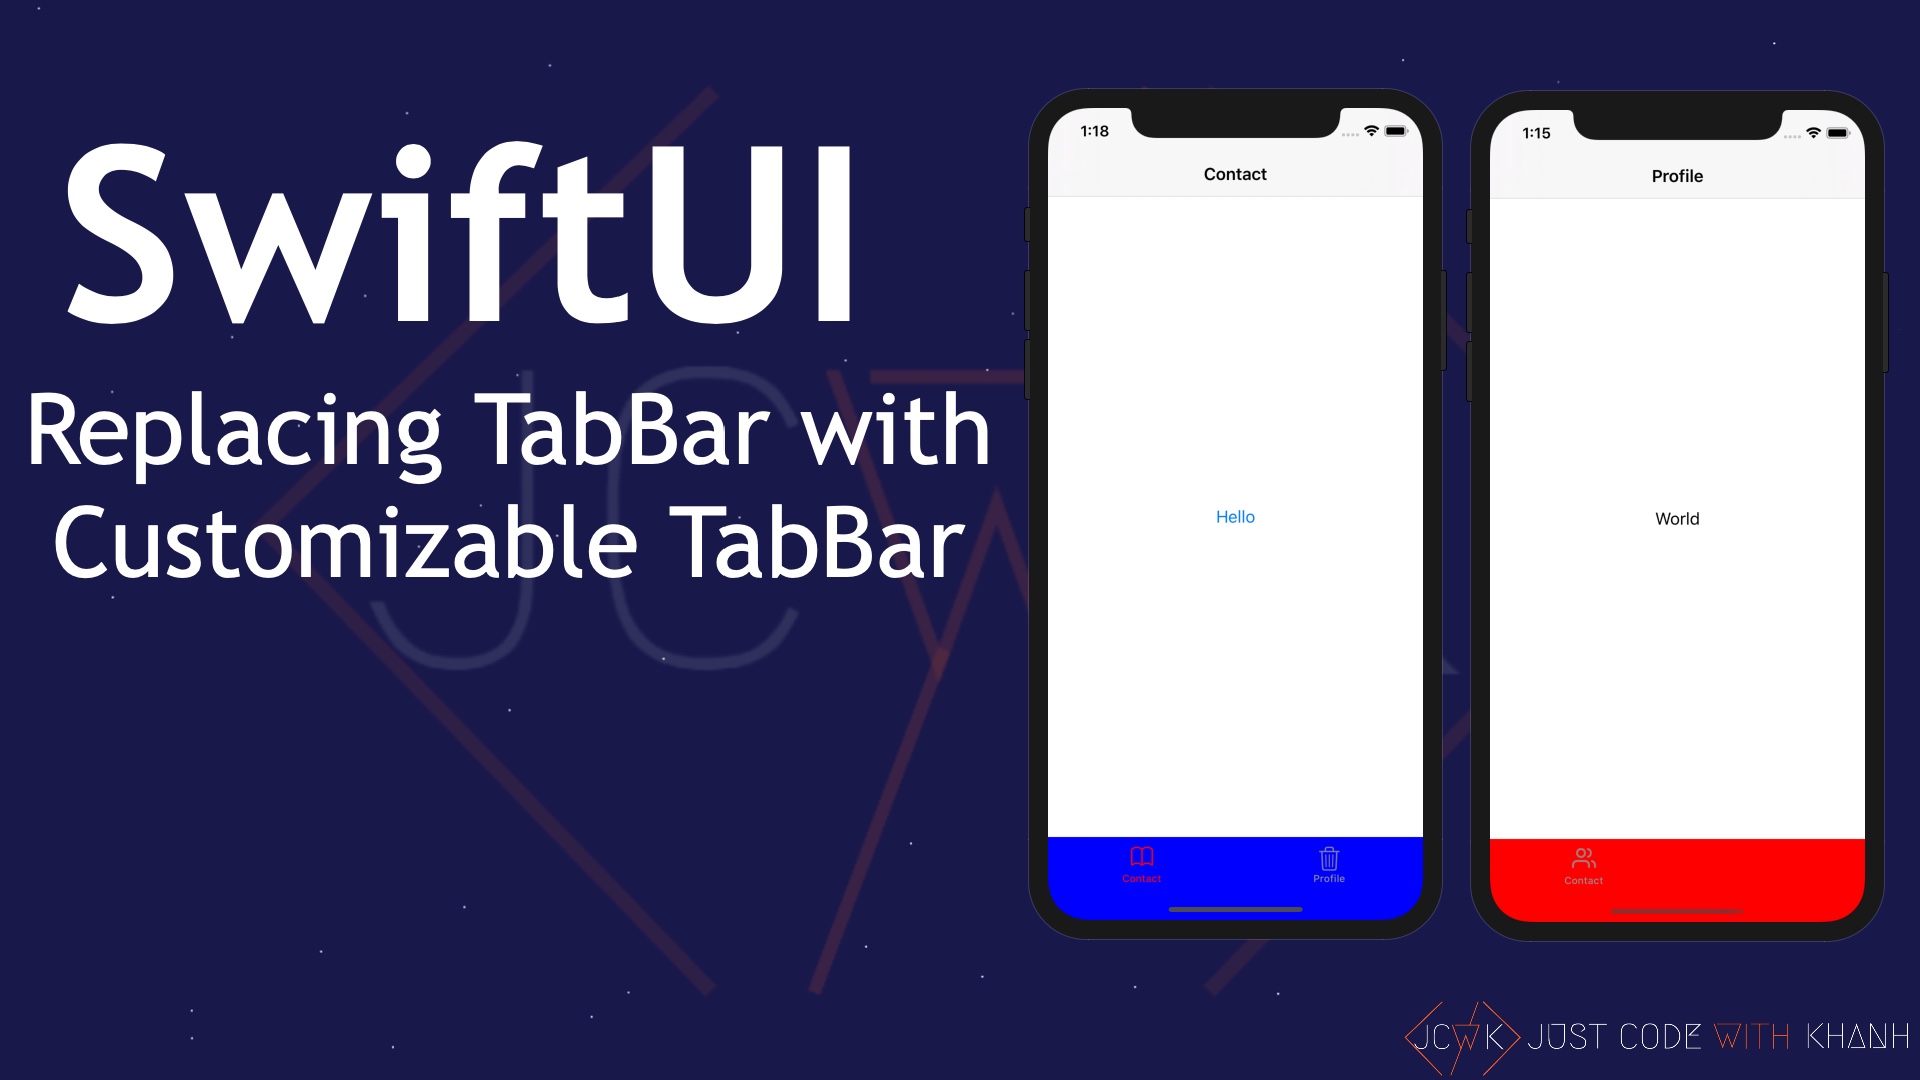 SwiftUI
Replacing TabBar with
Customizable TabBar
1:18
Contact
Hello
Contact
Profile
1:15
Profile
World
Contact
JCWK
JCWK JUST CODE WITH KHANH